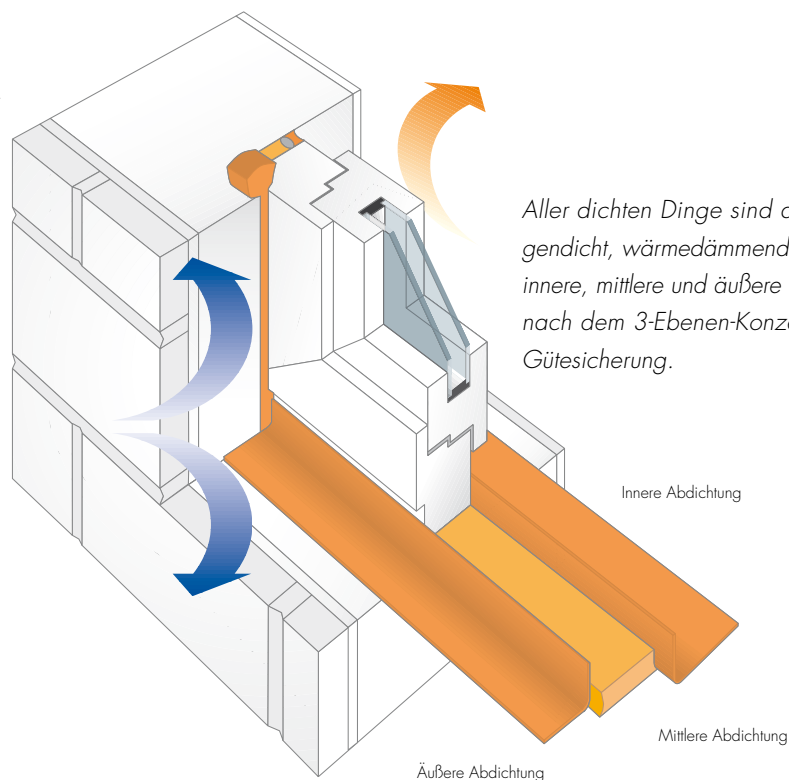 Aller dichten Dinge sind
gendicht, wärmedämmend
innere, mittlere und äußere
nach dem 3-Ebenen-
Gütesicherung.
Innere Abdichtung
Mittlere Abdichtung
Äußere Abdichtung